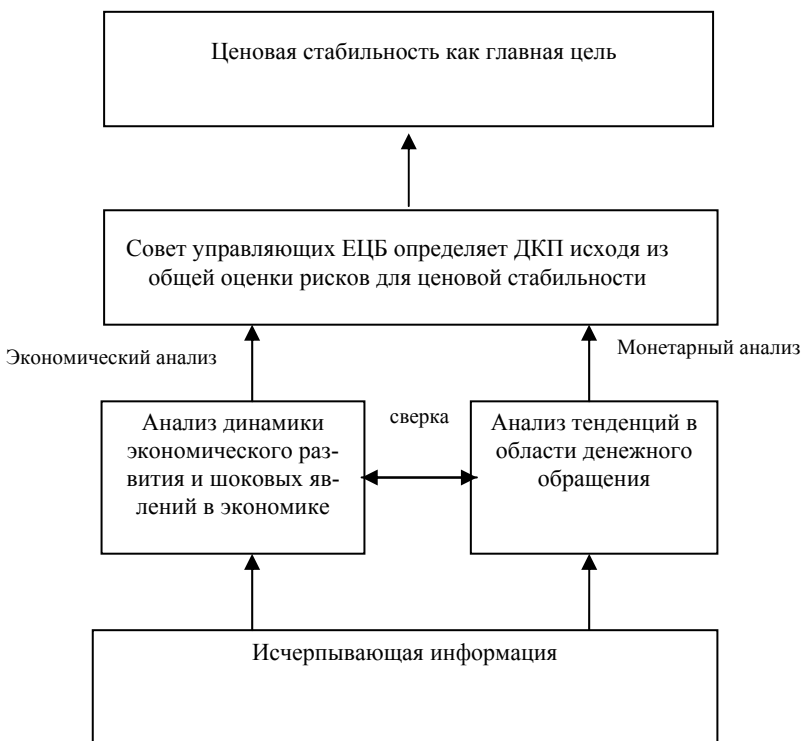 Ценовая стабильность как главная цель
Совет управляющих ЕЦБ определяет ДКП исходя из
общей оценки рисков для ценовой стабильности
Экономический анализ
Монетарный анализ
Анализ динамики
экономического раз-
вития и шоковых яв-
лений в экономике
сверка
Анализ тенденций в
области денежного
обращения
Исчерпывающая информация